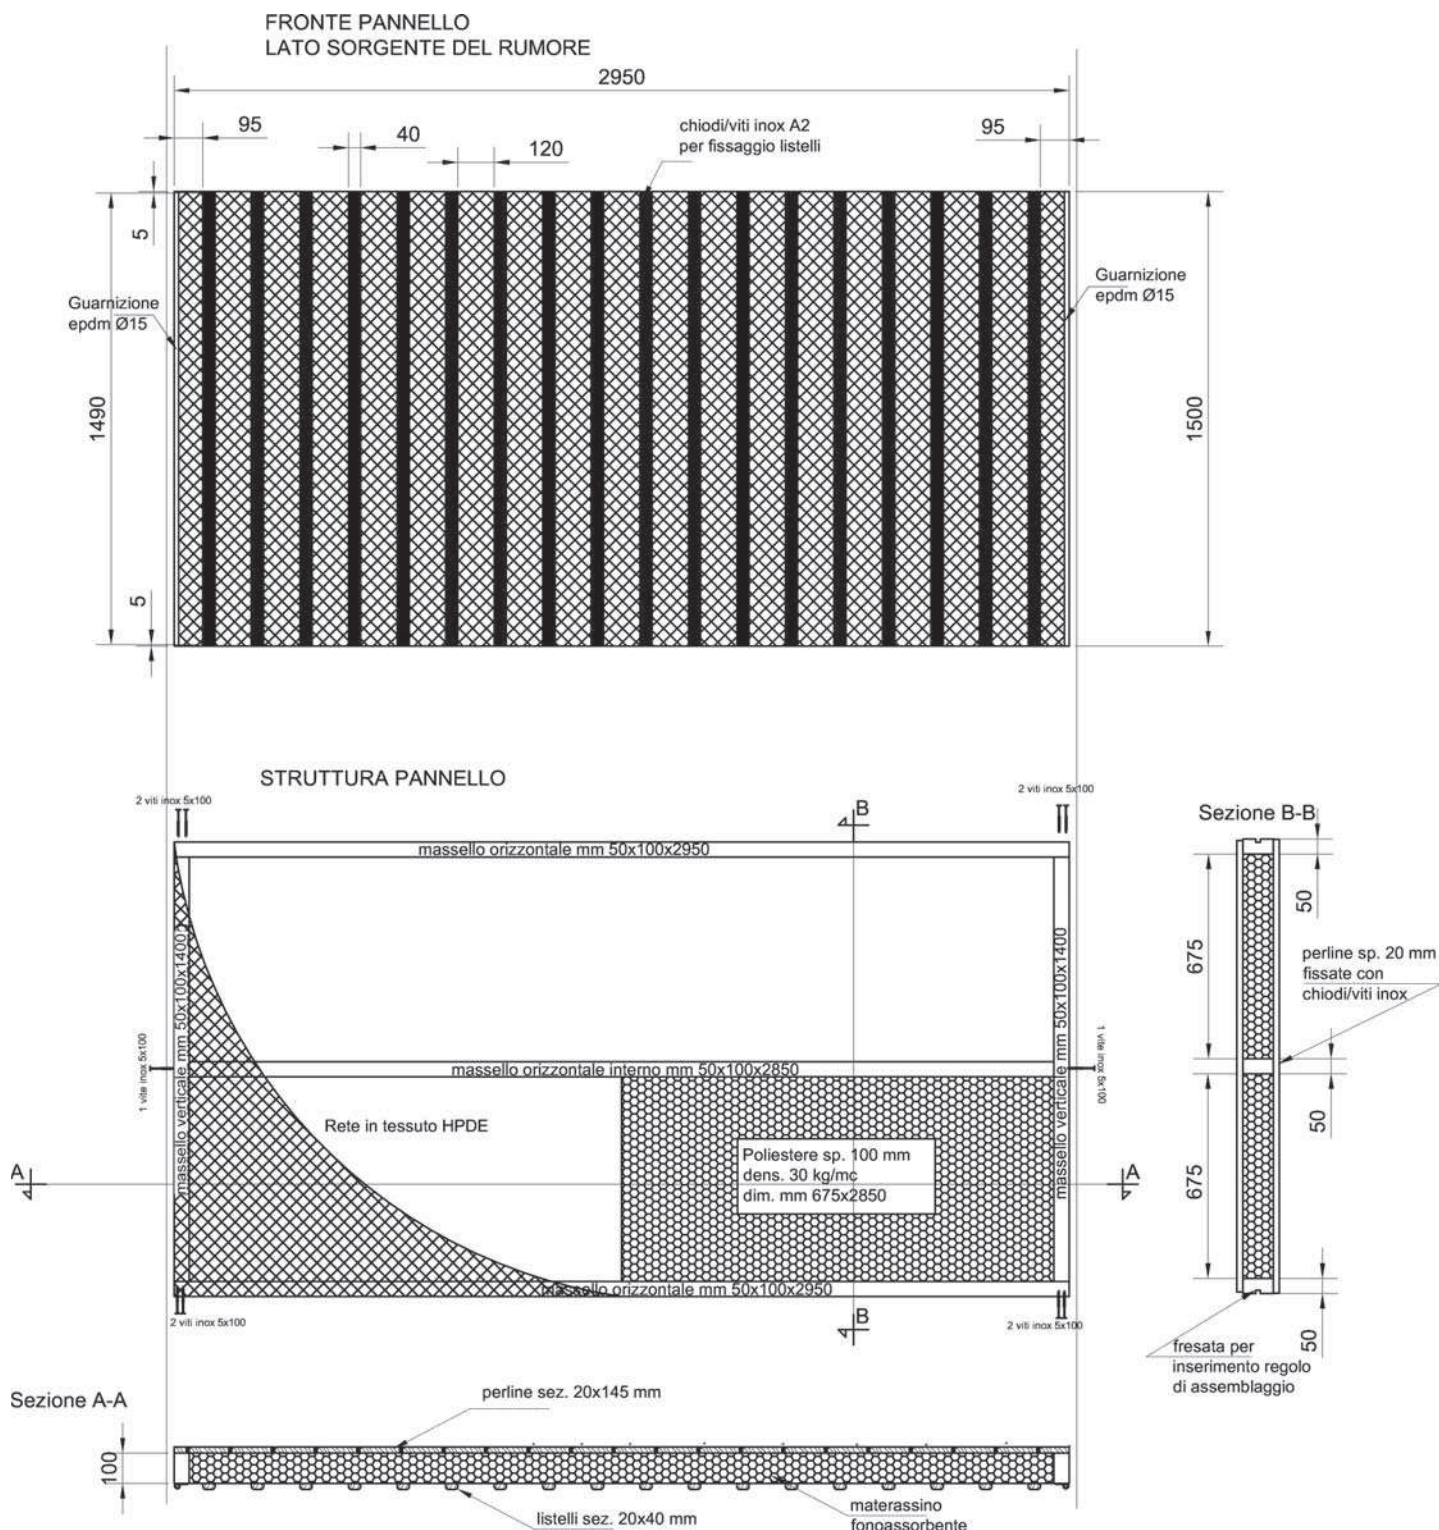 FRONTE PANNELLO
LATO SORGENTE DEL RUMORE
2950
95
40
120
chiodi/viti inox A2
per fissaggio listelli
95
5
Guarnizione
epdm Ø15
Guarnizione
epdm Ø15
1490
1500
5
STRUTTURA PANNELLO
2 viti inox 5x100
2 viti inox 5x100
B
massello orizzontale mm 50x100x2950
massello verticale mm 50x100x1400
massello verticale mm 50x100x1400
1 vite inox 5x100
1 vite inox 5x100
massello orizzontale interno mm 50x100x2850
Rete in tessuto HPDE
Poliestere sp. 100 mm
dens. 30 kg/mc
dim. mm 675x2850
A
A
massello orizzontale mm 50x100x2950
2 viti inox 5x100
B
2 viti inox 5x100
Sezione B-B
50
675
perline sp. 20 mm
fissate con
chiodi/viti inox
50
675
50
fresata per
inserimento regolo
di assemblaggio
Sezione A-A
perline sez. 20x145 mm
100
listelli sez. 20x40 mm
materassino
fonoassorbente